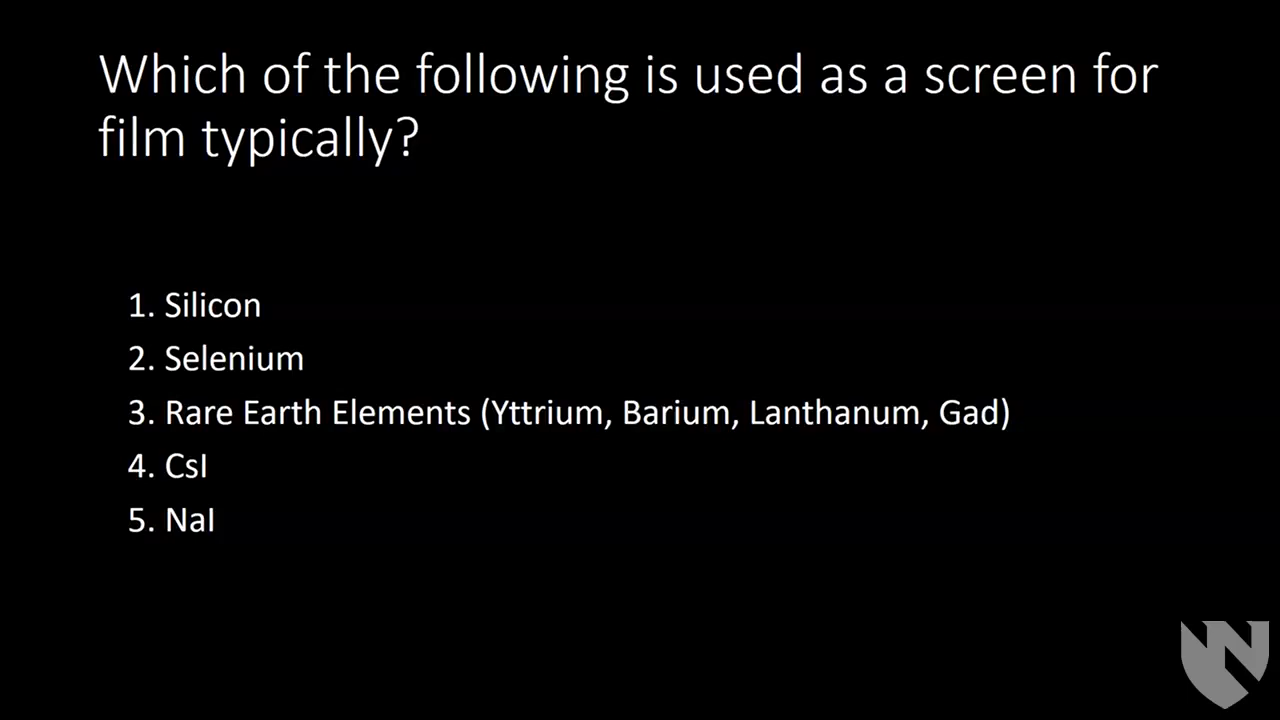 Which of the following is used as a screen for
film typically?
1. Silicon
2. Selenium
3. Rare Earth Elements (Yttrium, Barium, Lanthanum, Gad)
4. CsI
5. NaI